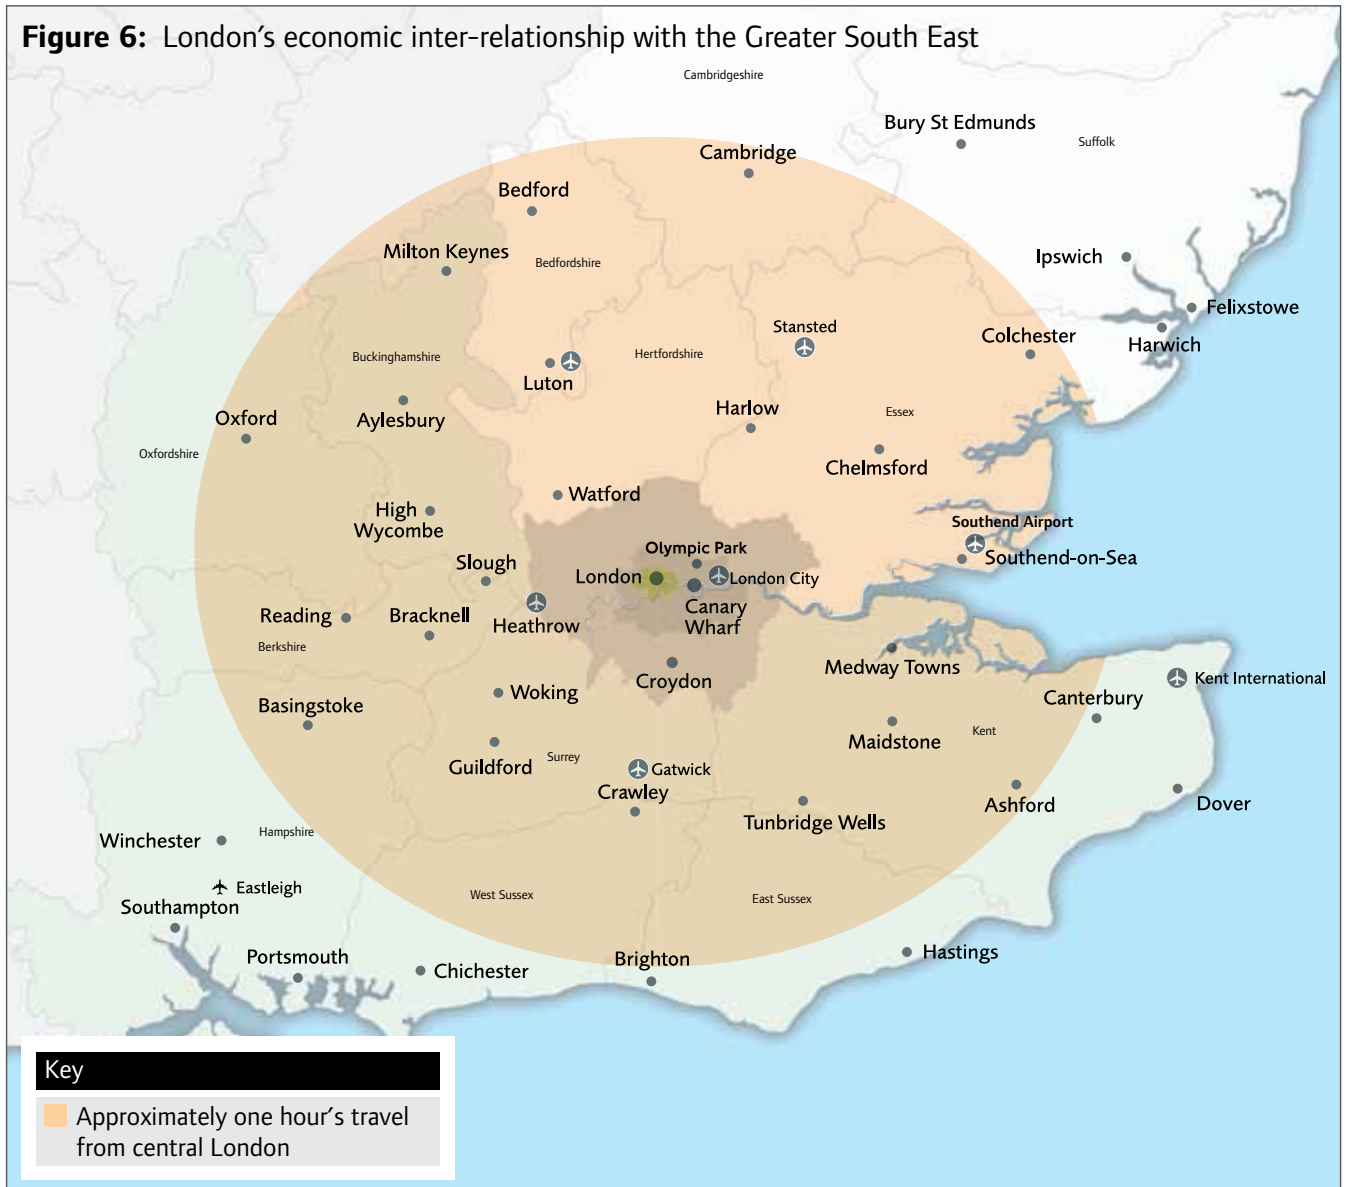 Figure 6: London's economic inter-relationship with the Greater South East
Cambridgeshire
Bury St Edmunds
Suffolk
Cambridge
Bedford
Milton Keynes
Bedfordshire
Ipswich
Felixstowe
Stansted
Colchester
Harwich
Buckinghamshire
Hertfordshire
Luton
Aylesbury
Oxford
Harlow
Essex
Oxfordshire
Chelmsford
Watford
High
Wycombe
Southend Airport
Southend-on-Sea
Olympic Park
Slough
London
London City
Canary
Wharf
Reading
Bracknell
Heathrow
Berkshire
Medway Towns
Croydon
Kent International
Woking
Canterbury
Basingstoke
Maidstone
Kent
Guildford
Surrey
Gatwick
Crawley
Ashford
Dover
Tunbridge Wells
Winchester
Hampshire
Eastleigh
West Sussex
East Sussex
Southampton
Portsmouth
Chichester
Brighton
Hastings
Key
Approximately one hour's travel
from central London